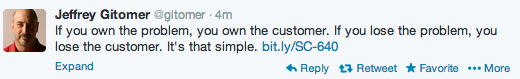 Jeffrey Gitomer @gitomer · 4m
If you own the problem, you own the customer. If you lose the problem, you
lose the customer. It's that simple. bit.ly/SC-640
Expand Reply Retweet Favorite More